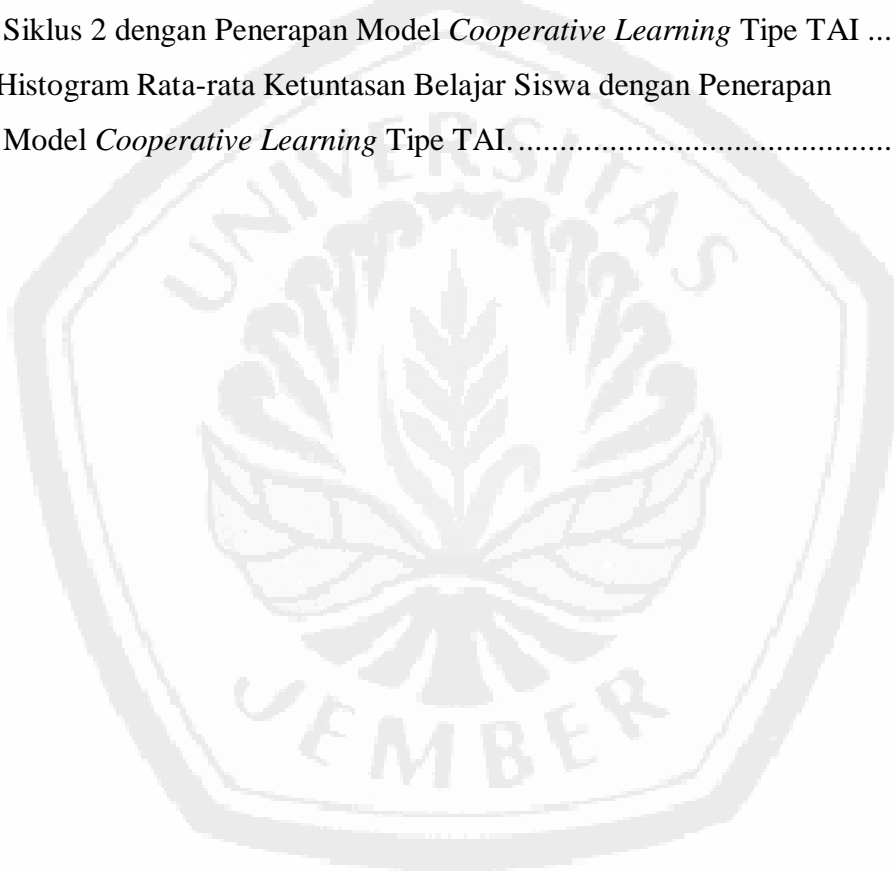 Siklus 2 dengan Penerapan Model Cooperative Learning Tipe TAI ...
Histogram Rata-rata Ketuntasan Belajar Siswa dengan Penerapan
Model Cooperative Learning Tipe TAI..............................................
UNIVERSITAS
JEMBER